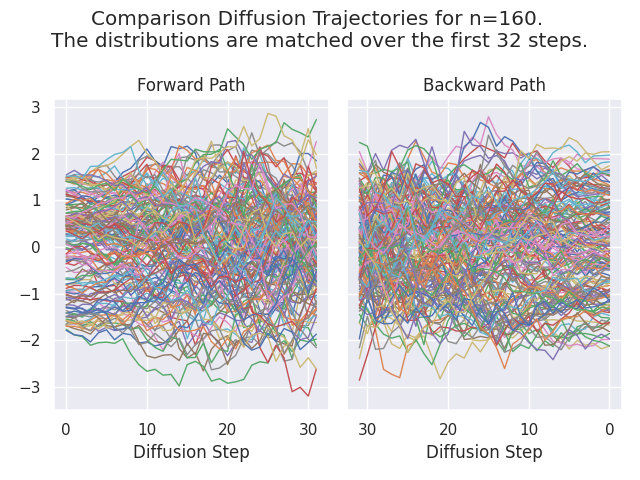 Comparison Diffusion Trajectories for n=160.
The distributions are matched over the first 32 steps.
Forward Path
Backward Path
3
2
1
0
−1
−2
−3
0 10 20 30
30 20 10 0
Diffusion Step
Diffusion Step